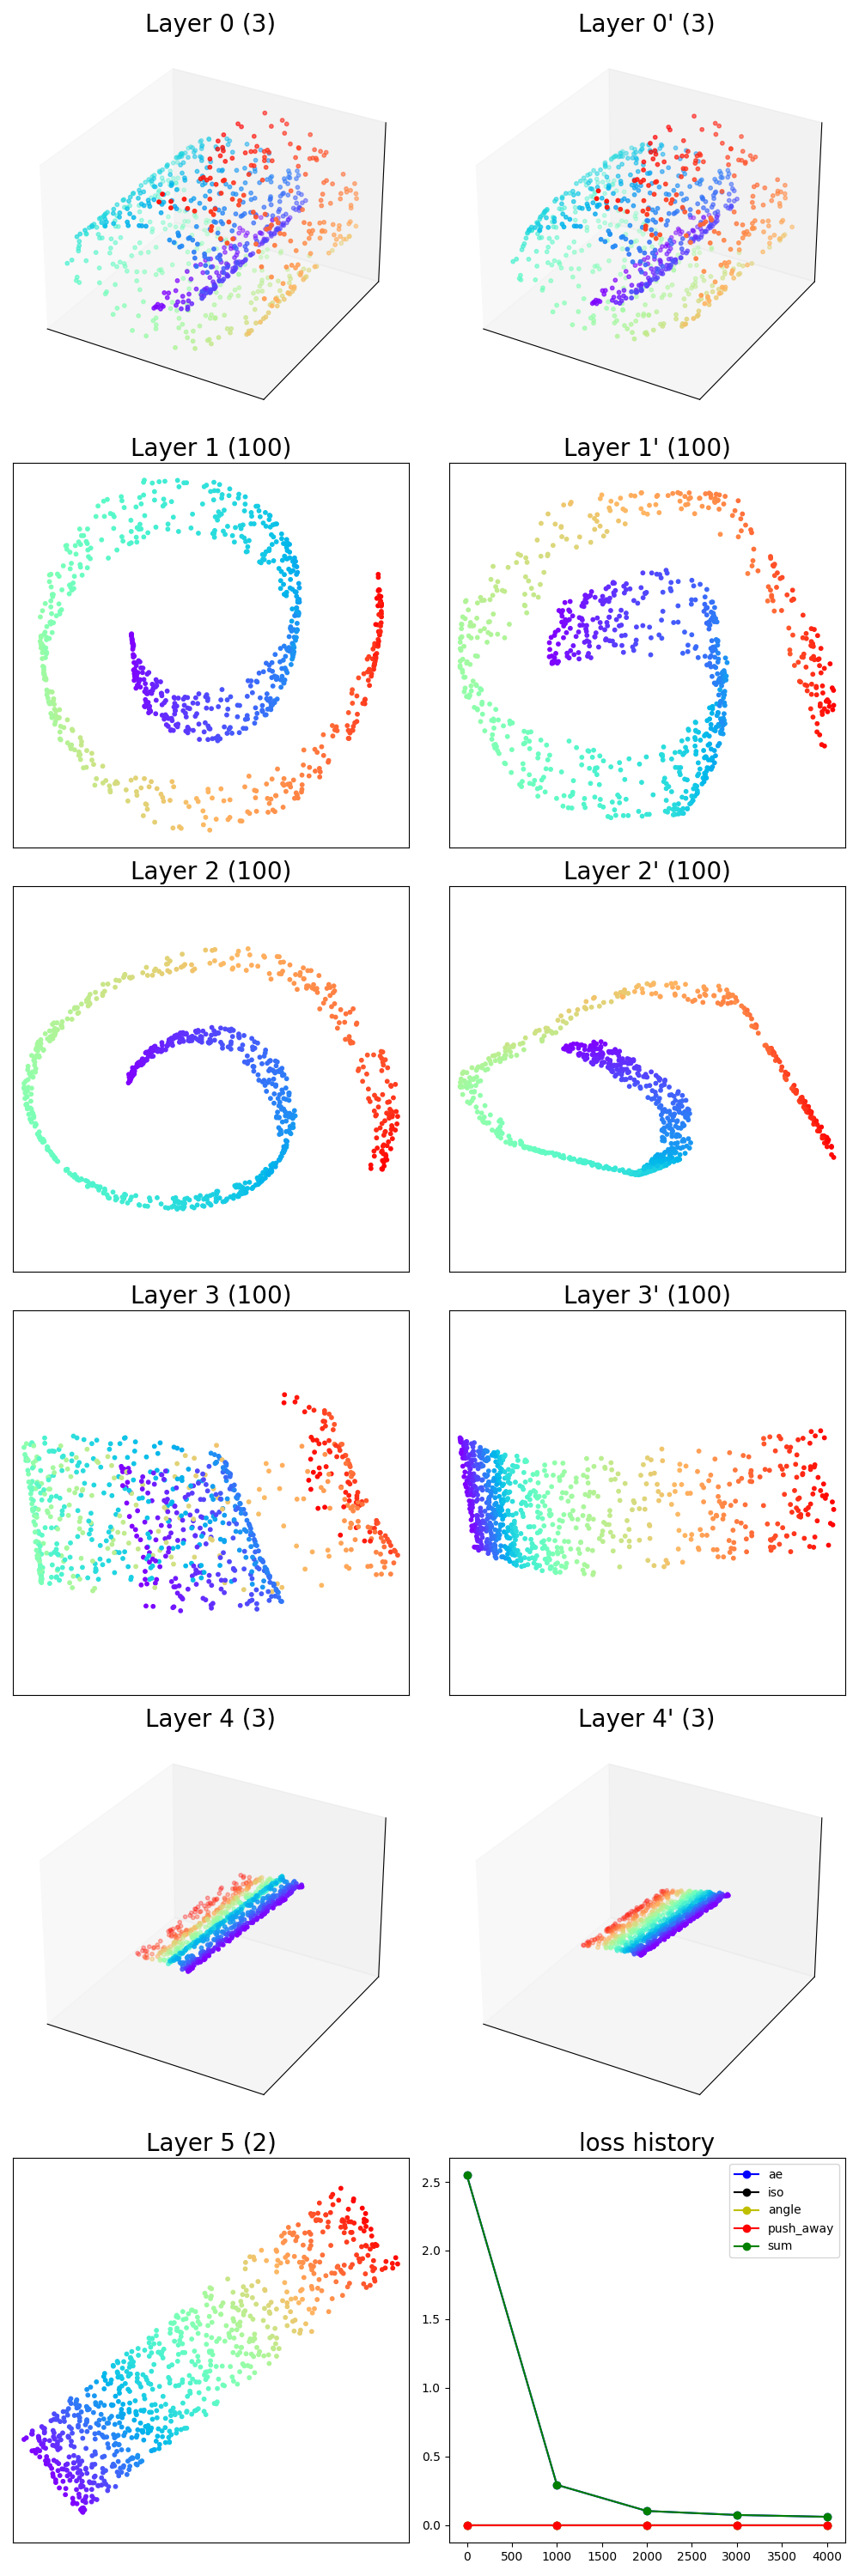 Layer 0 (3)
Layer 0' (3)
Layer 1 (100)
Layer 1' (100)
Layer 2 (100)
Layer 2' (100)
Layer 3 (100)
Layer 3' (100)
Layer 4 (3)
Layer 4' (3)
Layer 5 (2)
loss history
ae
iso
angle
push_away
sum
2.5
2.0
1.5
1.0
0.5
0.0
0 500 1000 1500 2000 2500 3000 3500 4000